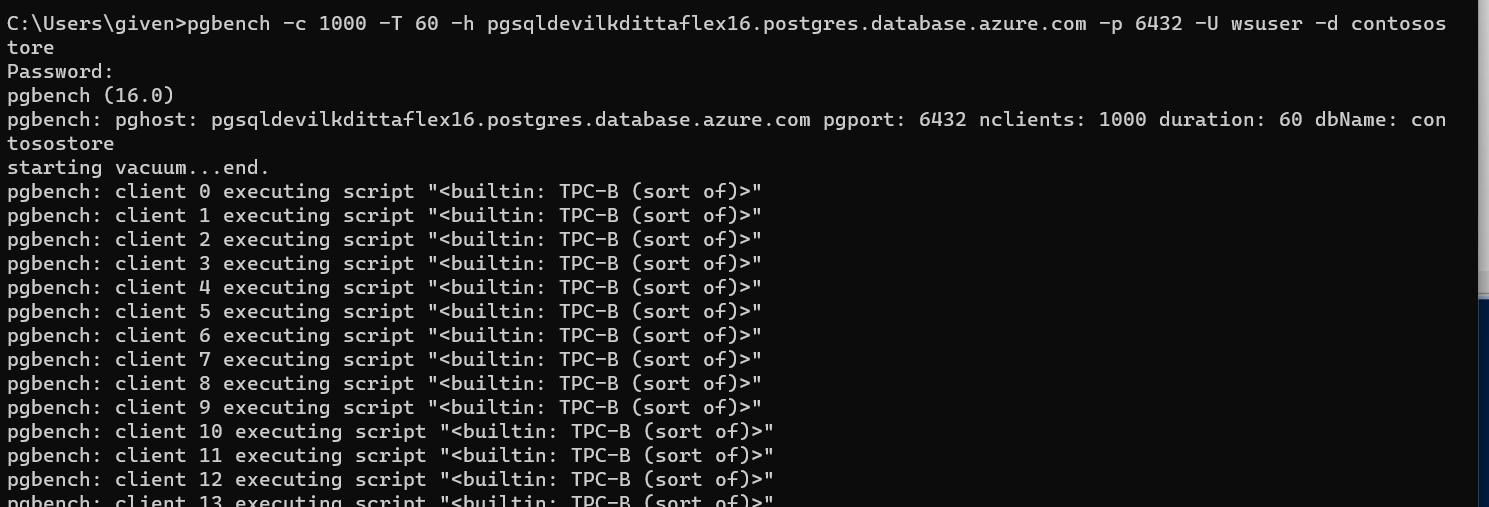 C:\Users\given>pgbench -c 1000 -T 60 -h pgsqldevilkdittaflex16.postgres.database.azure.com -p 6432 -U wsuser -d contosos
tore
Password:
pgbench (16.0)
pgbench: pghost: pgsqldevilkdittaflex16.postgres.database.azure.com pgport: 6432 nclients: 1000 duration: 60 dbName: con
tosostore
starting vacuum...end.
pgbench: client 0 executing script "<builtin: TPC-B (sort of)>"
pgbench: client 1 executing script "<builtin: TPC-B (sort of)>"
pgbench: client 2 executing script "<builtin: TPC-B (sort of)>"
pgbench: client 3 executing script "<builtin: TPC-B (sort of)>"
pgbench: client 4 executing script "<builtin: TPC-B (sort of)>"
pgbench: client 5 executing script "<builtin: TPC-B (sort of)>"
pgbench: client 6 executing script "<builtin: TPC-B (sort of)>"
pgbench: client 7 executing script "<builtin: TPC-B (sort of)>"
pgbench: client 8 executing script "<builtin: TPC-B (sort of)>"
pgbench: client 9 executing script "<builtin: TPC-B (sort of)>"
pgbench: client 10 executing script "<builtin: TPC-B (sort of)>"
pgbench: client 11 executing script "<builtin: TPC-B (sort of)>"
pgbench: client 12 executing script "<builtin: TPC-B (sort of)>"
pgbench: client 13 executing script "<builtin: TPC-B (sort of)>"